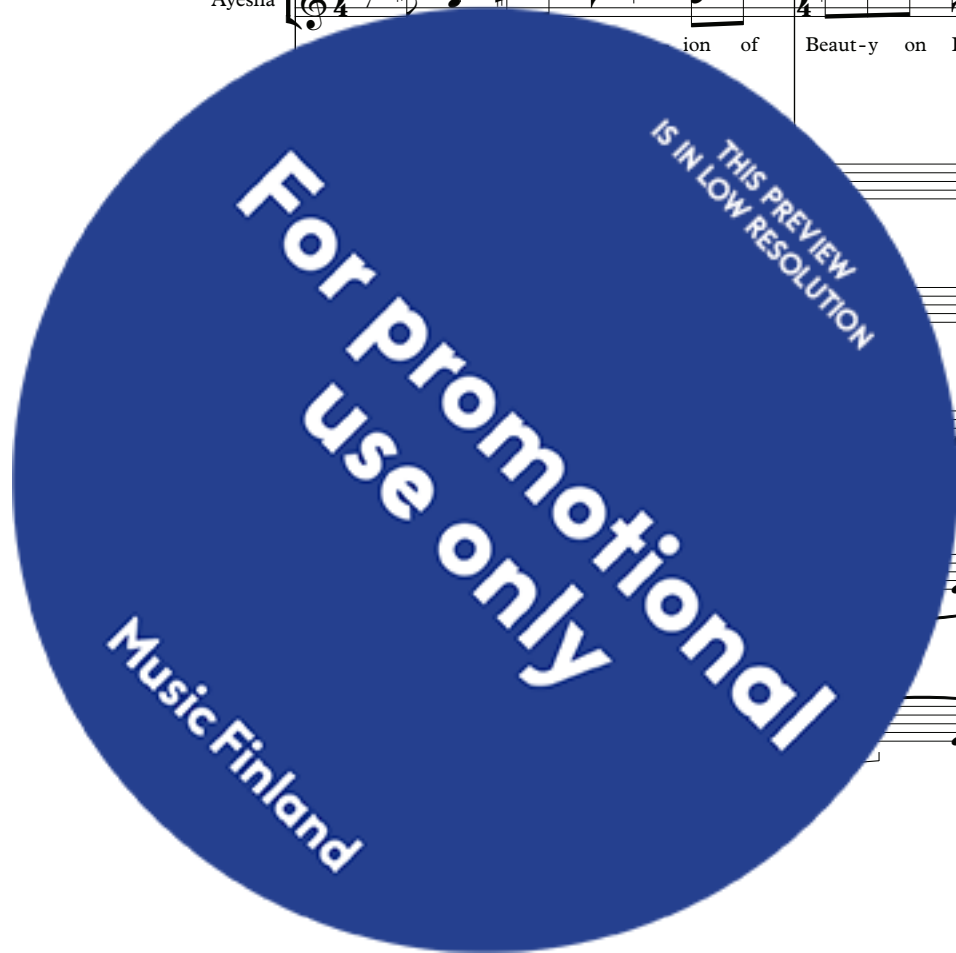 Ayesha
ion of Beaut-y on
THIS PREVIEW
IS IN LOW RESOLUTION
For promotional
use only
Music Finland